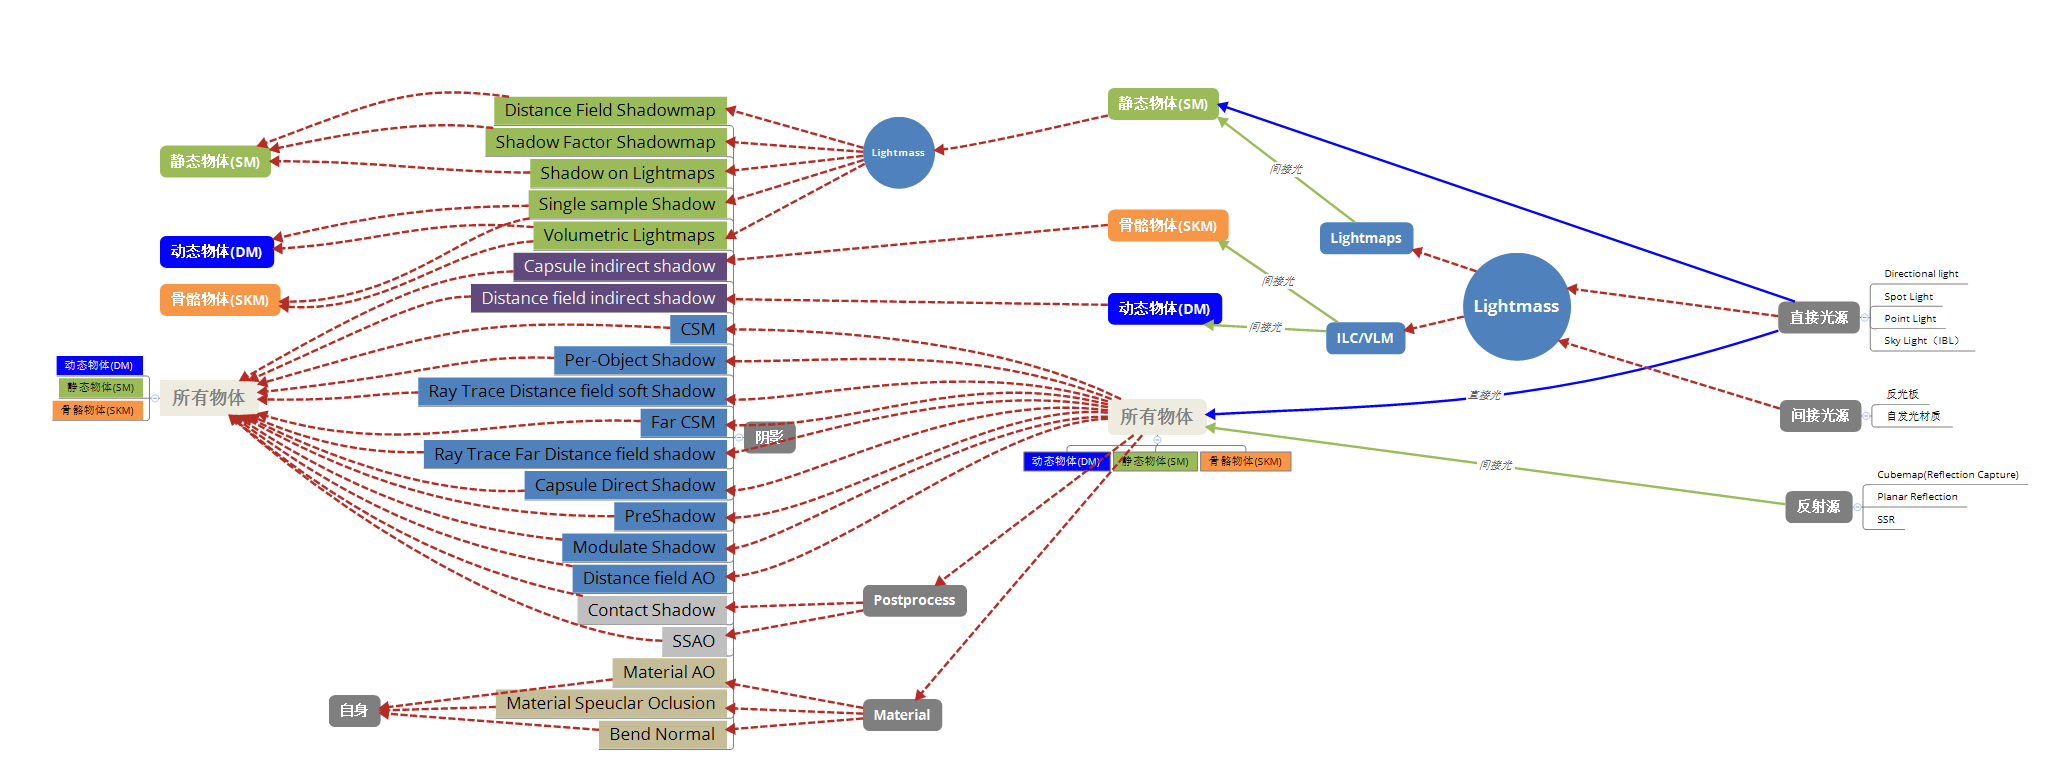 Distance Field Shadowmap
Shadow Factor Shadowmap
Shadow on Lightmaps
Single sample Shadow
Volumetric Lightmaps
Capsule indirect shadow
Distance field indirect shadow
CSM
Per-Object Shadow
Ray Trace Distance field soft Shadow
Far CSM
Ray Trace Far Distance field shadow
Capsule Direct Shadow
PreShadow
Modulate Shadow
Distance field AO
Contact Shadow
SSAO
Material AO
Material Speuclar Oclusion
Bend Normal
静态物体(SM)
动态物体(DM)
骨骼物体(SKM)
动态物体(DM)
静态物体(SM)
骨骼物体(SKM)
所有物体
自身
阴影
Lightmass
Postprocess
Material
静态物体(SM)
骨骼物体(SKM)
动态物体(DM)
所有物体
动态物体(DM)
静态物体(SM)
骨骼物体(SKM)
间接光
间接光
间接光
直接光
间接光
Lightmaps
ILC/VLM
Lightmass
直接光源
Directional light
Spot Light
Point Light
Sky Light（IBL）
间接光源
反光板
自发光材质
反射源
Cubemap(Reflection Capture)
Planar Reflection
SSR